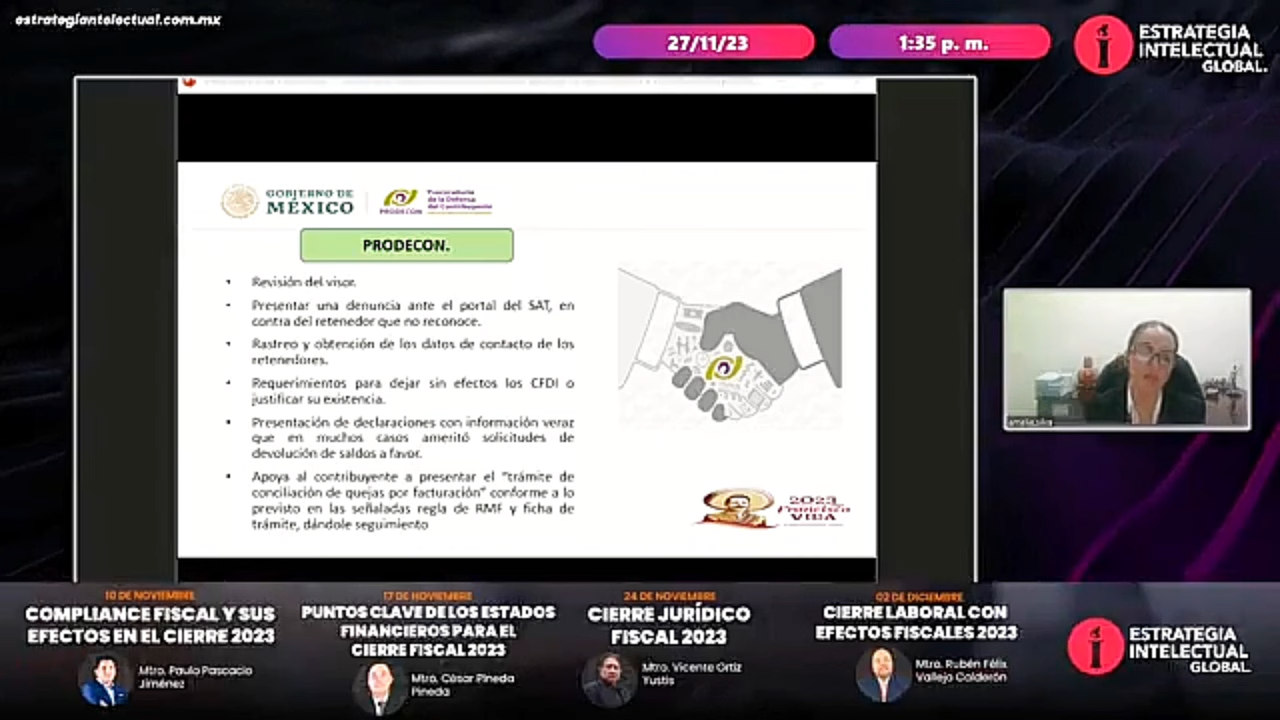 estrategiaintelectual.com.mx
27/11/23
1:35 p. m.
ESTRATEGIA
INTELECTUAL
GLOBAL.
GOBIERNO DE
MÉXICO
PRODECON
Procuraduría
de la Defensa
del Contribuyente
PRODECON.
• Revisión del visor.
• Presentar una denuncia ante el portal del SAT, en
contra del retenedor que no reconoce.
• Rastreo y obtención de los datos de contacto de los
retenedores.
• Requerimientos para dejar sin efectos los CFDI o
justificar su existencia.
• Presentación de declaraciones con información veraz
que en muchos casos ameritó solicitudes de
devolución de saldos a favor.
• Apoya al contribuyente a presentar el "trámite de
conciliación de quejas por facturación" conforme a lo
previsto en las señaladas regla de RMF y ficha de
trámite, dándole seguimiento
2023
Francisco
VILLA
10 DE NOVIEMBRE
COMPLIANCE FISCAL Y SUS
EFECTOS EN EL CIERRE 2023
Mtro. Paulo Pascacio
Jiménez
17 DE NOVIEMBRE
PUNTOS CLAVE DE LOS ESTADOS
FINANCIEROS PARA EL
CIERRE FISCAL 2023
Mtro. César Pineda
Pineda
24 DE NOVIEMBRE
CIERRE JURÍDICO
FISCAL 2023
Mtro. Vicente Ortiz
Yustis
02 DE DICIEMBRE
CIERRE LABORAL CON
EFECTOS FISCALES 2023
Mtro. Rubén Félix
Vallejo Calderón
ESTRATEGIA
INTELECTUAL
GLOBAL.